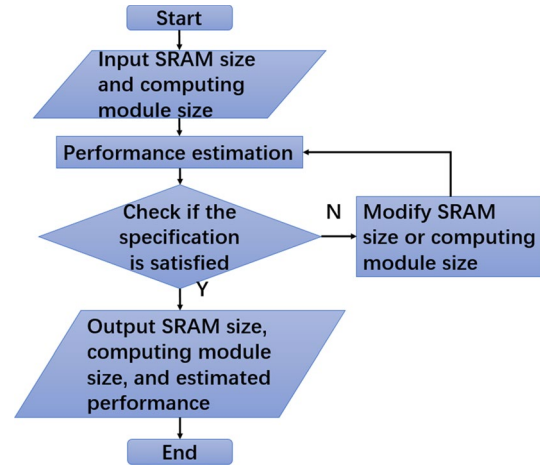 Start
Input SRAM size
and computing
module size
Performance estimation
Check if the
specification
is satisfied
N
Modify SRAM
size or computing
module size
Y
Output SRAM size,
computing module
size, and estimated
performance
End